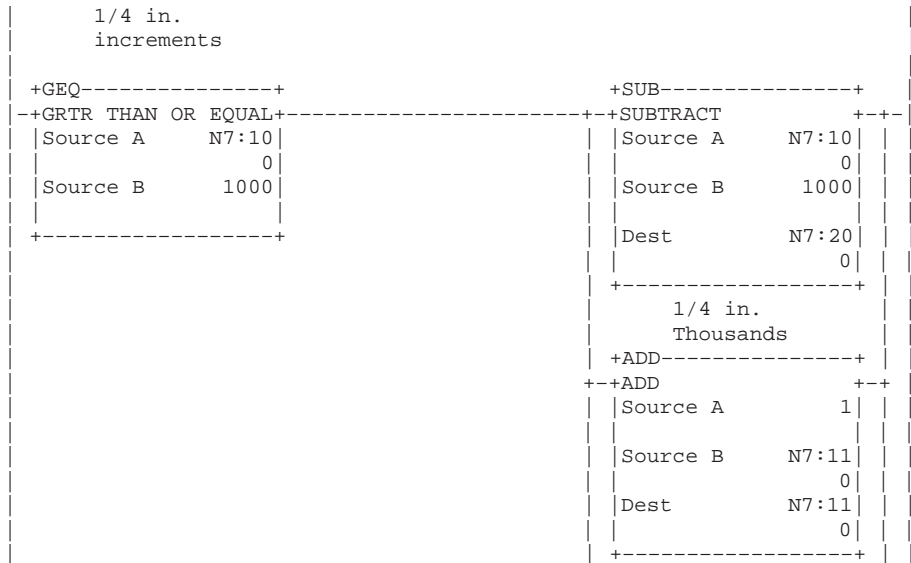 1/4 in.
increments
GEQ SUB
GRTR THAN OR EQUAL SUBTRACT
Source A N7:10 Source A N7:10
0 0
Source B 1000 Source B 1000
Dest N7:20
0
1/4 in.
Thousands
ADD
ADD
Source A 1
Source B N7:11
0
Dest N7:11
0